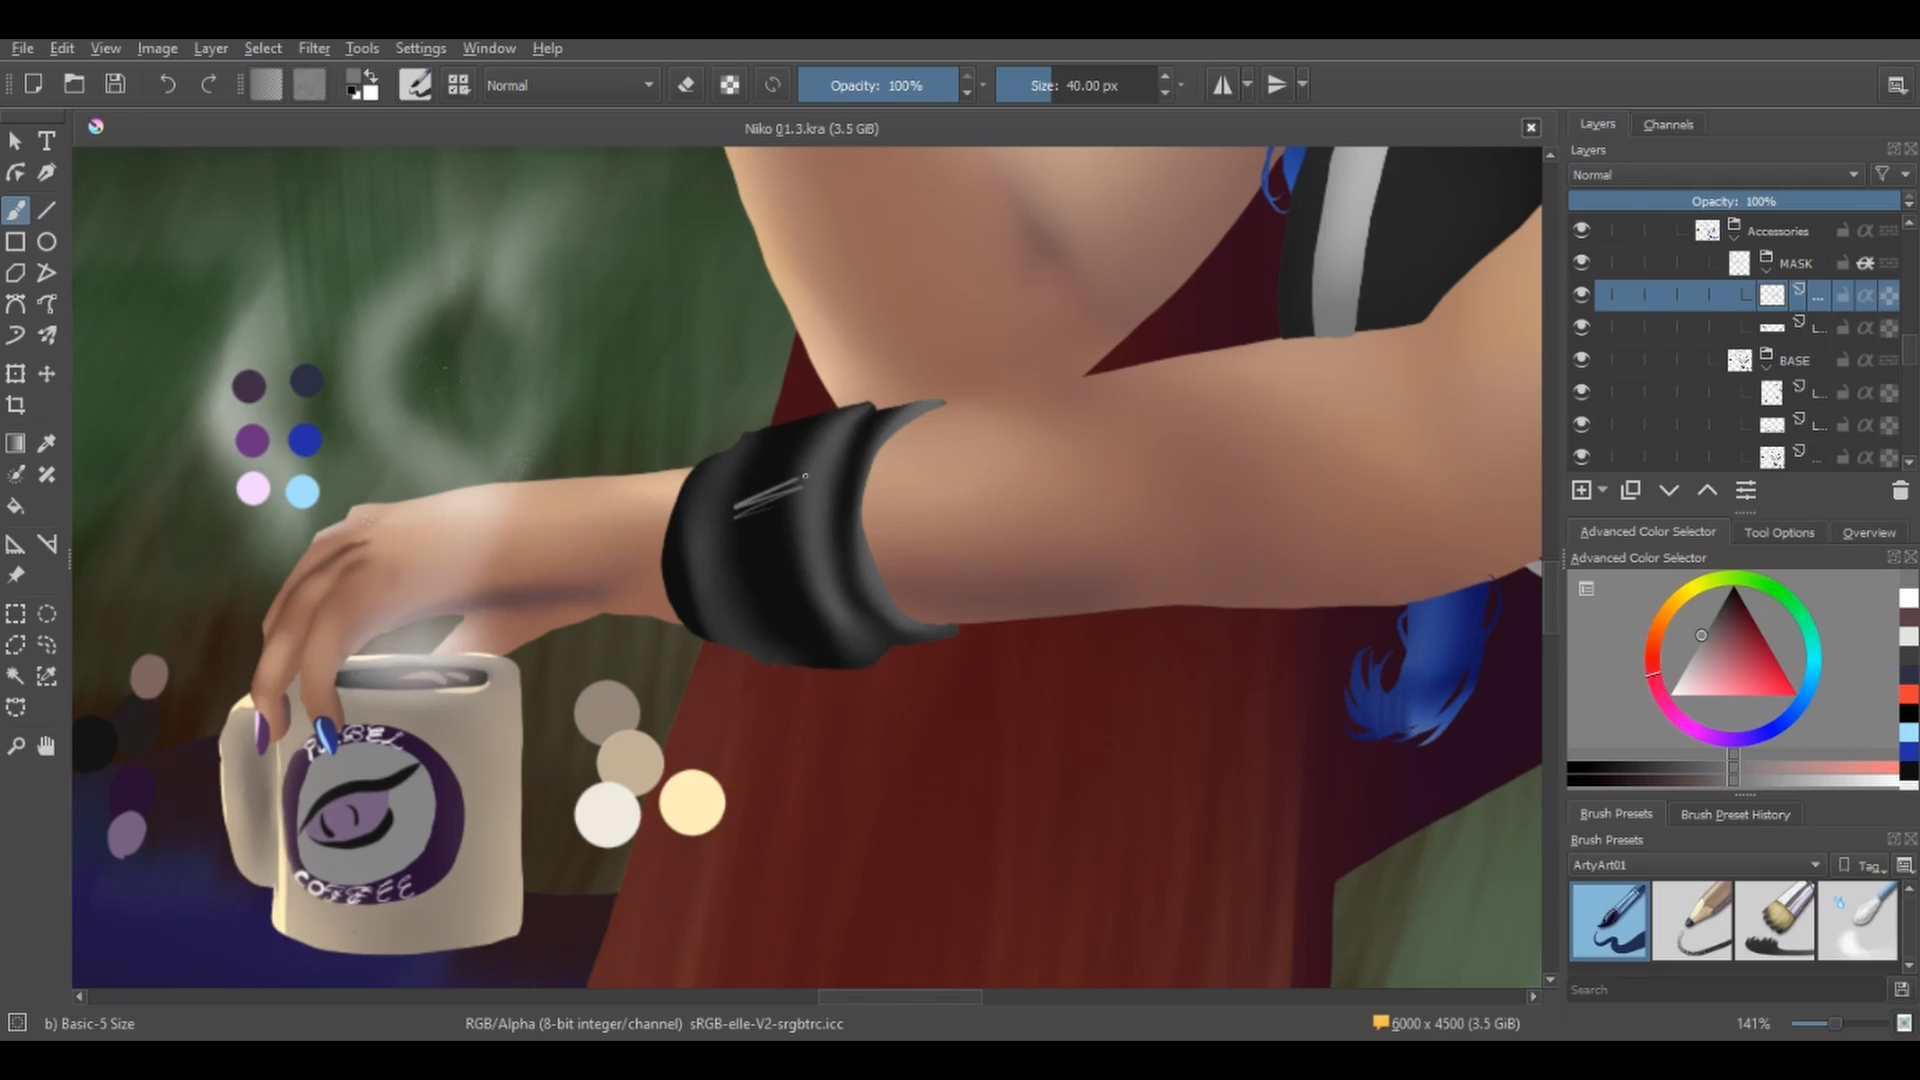 File Edit View Image Layer Select Filter Tools Settings Window Help
Normal
Opacity: 100%
Size: 40.00 px
Niko 01.3.kra (3.5 GiB)
Layers Channels
Layers
Normal
Opacity: 100%
Accessories
MASK
...
L...
BASE
L...
L...
...
Advanced Color Selector Tool Options Overview
Advanced Color Selector
Brush Presets Brush Preset History
Brush Presets
ArtyArt01
Tag
Search
COFFEE
b) Basic-5 Size
RGB/Alpha (8-bit integer/channel) sRGB-elle-V2-srgbtrc.icc
6000 x 4500 (3.5 GiB)
141%